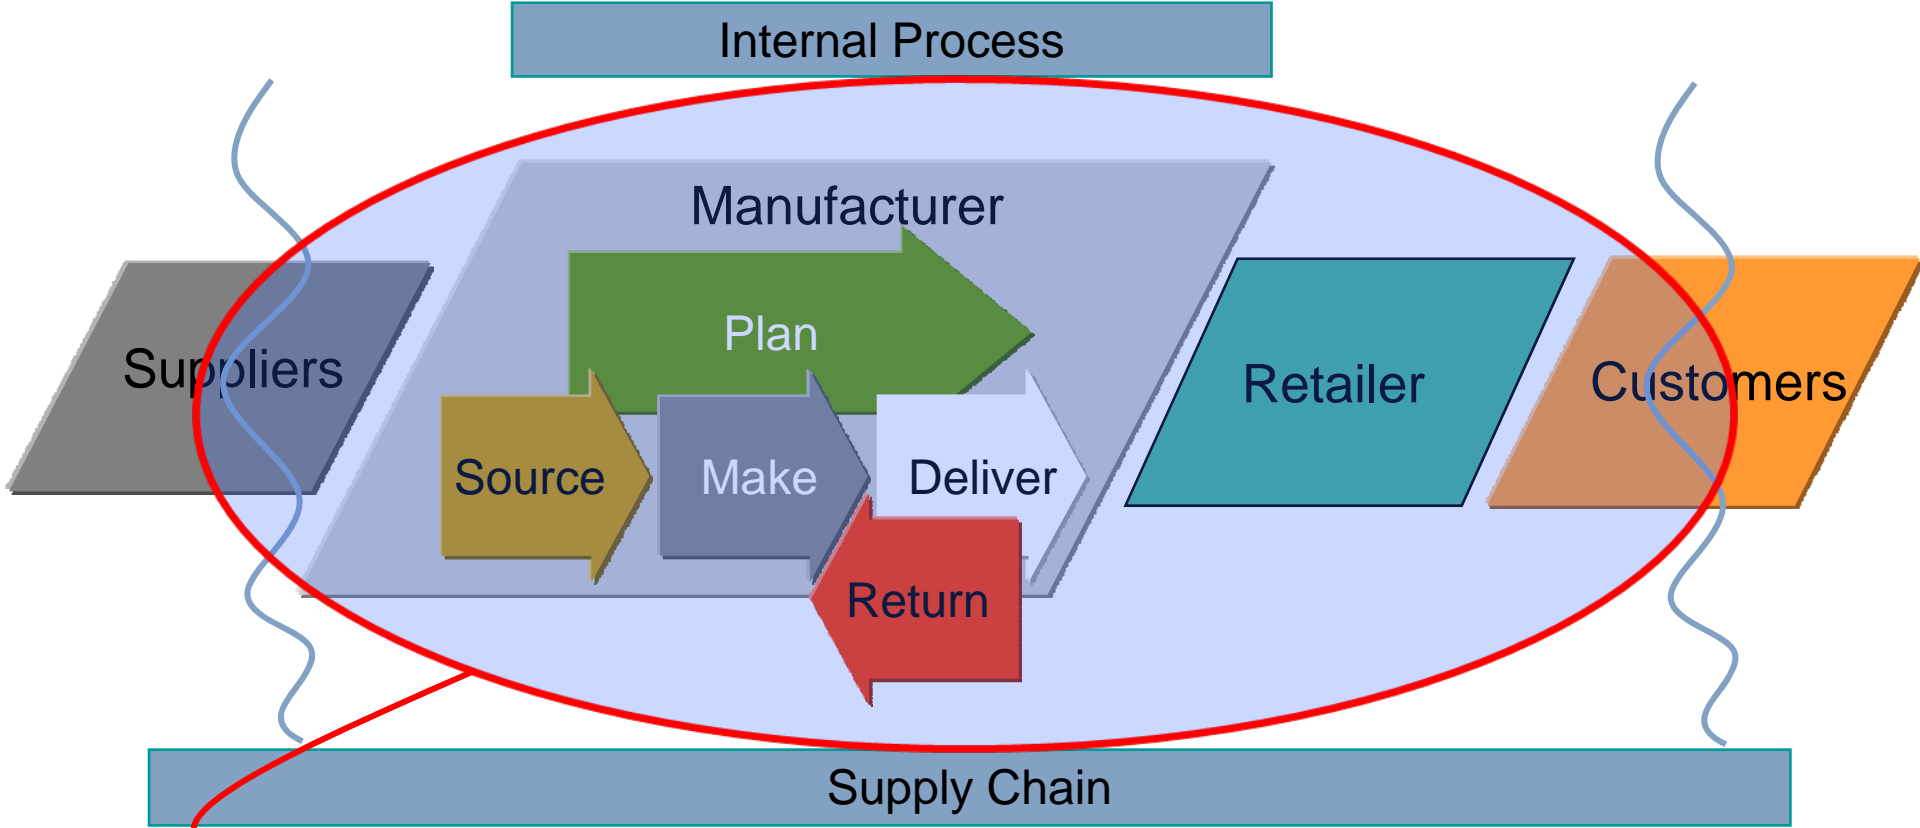 Internal Process
Manufacturer
Plan
Suppliers
Retailer
Customers
Source
Make
Deliver
Return
Supply Chain